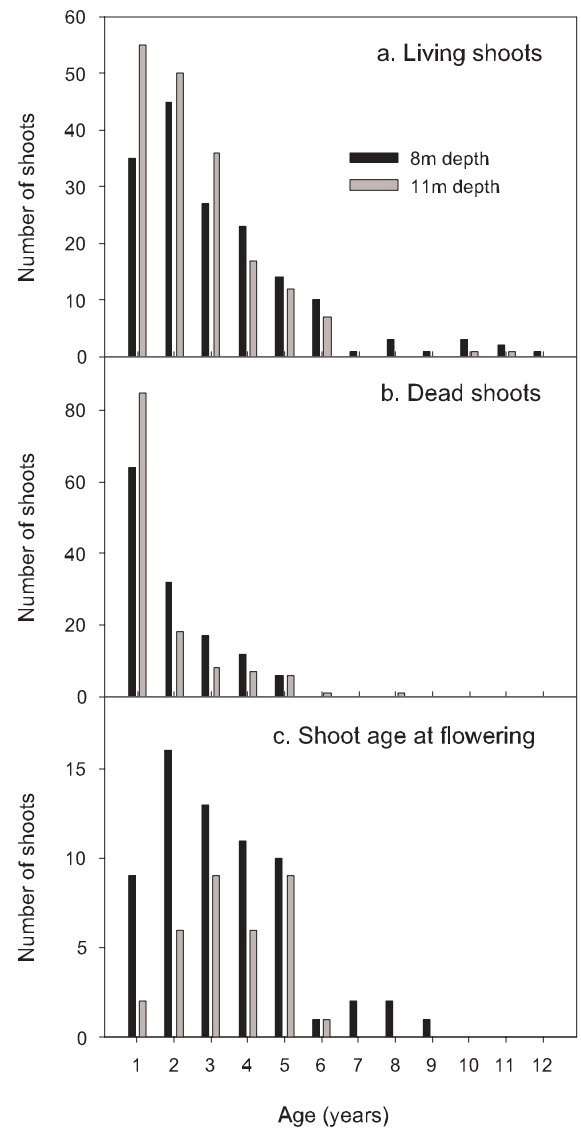 a. Living shoots
8m depth
11m depth
Number of shoots
60
50
40
30
20
10
0
b. Dead shoots
Number of shoots
80
60
40
20
0
c. Shoot age at flowering
Number of shoots
15
10
5
0
1 2 3 4 5 6 7 8 9 10 11 12
Age (years)